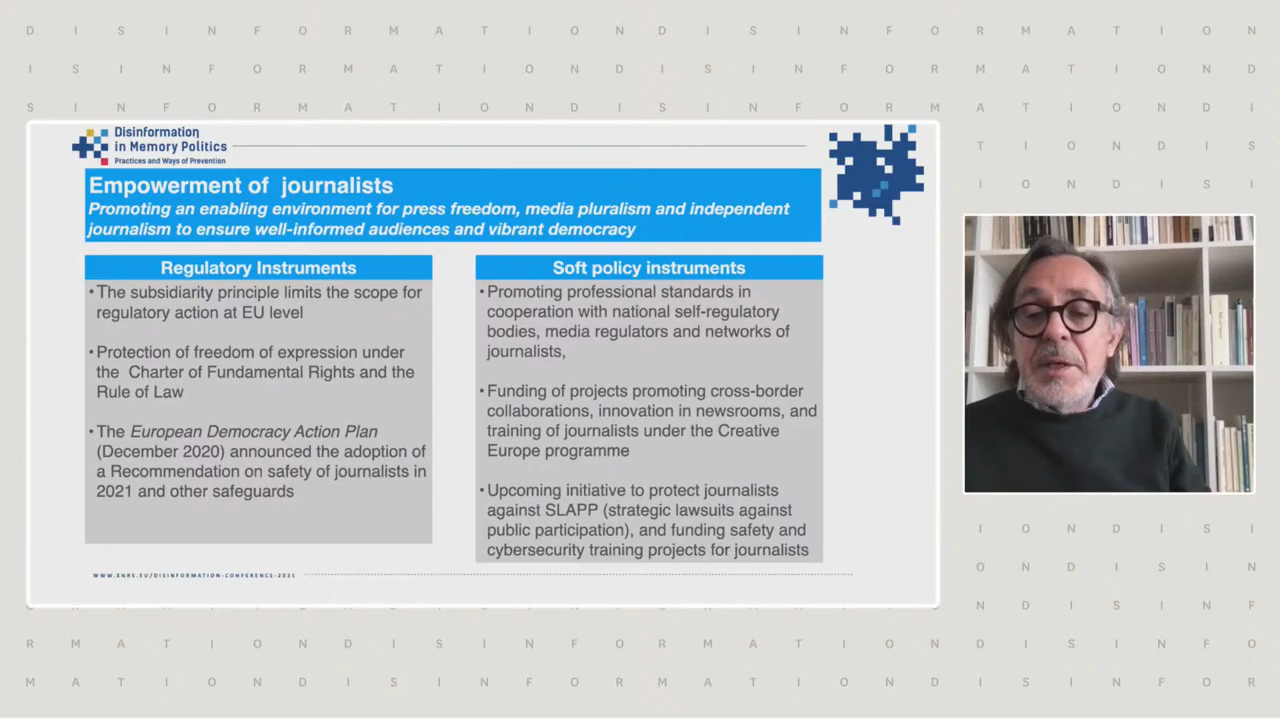 D I S I N F O R M A T I O N D I S I N F O R M A T I O N
I S I N F O R M A T I O N D I S I N F O R M A T I O N D
S I N F O R M A T I O N D I S I N F O R M A T I O N D I
T I O N D I S
I O N D I S I
Disinformation
in Memory Politics
Practices and Ways of Prevention
Empowerment of journalists
Promoting an enabling environment for press freedom, media pluralism and independent
journalism to ensure well-informed audiences and vibrant democracy
Regulatory Instruments
• The subsidiarity principle limits the scope for
regulatory action at EU level
• Protection of freedom of expression under
the Charter of Fundamental Rights and the
Rule of Law
• The European Democracy Action Plan
(December 2020) announced the adoption of
a Recommendation on safety of journalists in
2021 and other safeguards
Soft policy instruments
• Promoting professional standards in
cooperation with national self-regulatory
bodies, media regulators and networks of
journalists,
• Funding of projects promoting cross-border
collaborations, innovation in newsrooms, and
training of journalists under the Creative
Europe programme
• Upcoming initiative to protect journalists
against SLAPP (strategic lawsuits against
public participation), and funding safety and
cybersecurity training projects for journalists
WWW.ENRS.EU/DISINFORMATION-CONFERENCE-2021
I O N D I S I
O N D I S I N
N D I S I N F
R M A T I O N D I S I N F O R M A T I O N D I S I N F O
M A T I O N D I S I N F O R M A T I O N D I S I N F O R